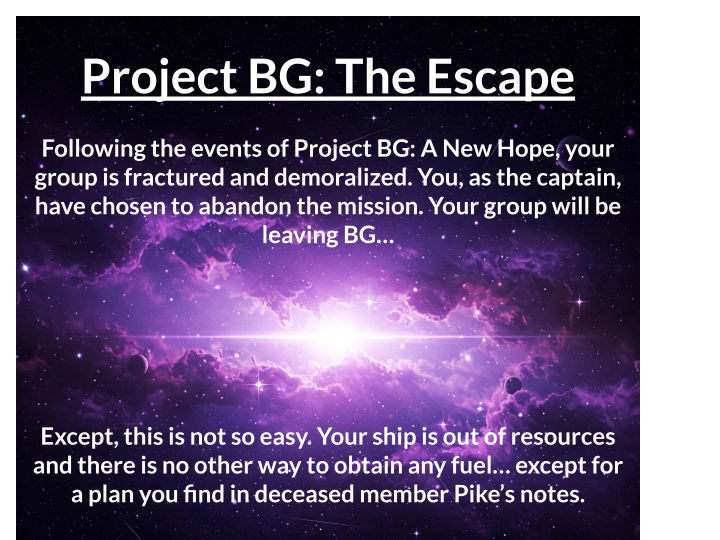 Project BG: The Escape
Following the events of Project BG: A New Hope, your
group is fractured and demoralized. You, as the captain,
have chosen to abandon the mission. Your group will be
leaving BG...
Except, this is not so easy. Your ship is out of resources
and there is no other way to obtain any fuel... except for
a plan you find in deceased member Pike’s notes.